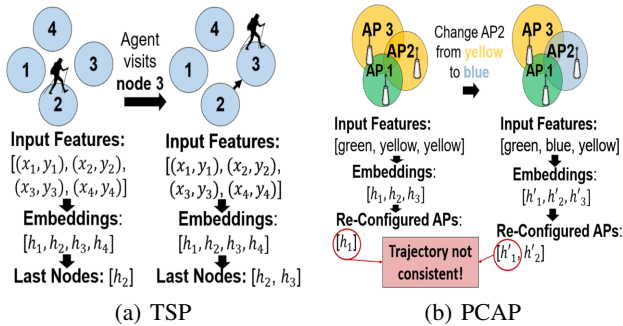 4
1
3
2
Agent
visits
node 3
4
1
3
2
Input Features:
[(x₁, y₁), (x₂, y₂),
(x₃, y₃), (x₄, y₄)]
Embeddings:
[h₁, h₂, h₃, h₄]
Last Nodes: [h₂]
Input Features:
[(x₁, y₁), (x₂, y₂),
(x₃, y₃), (x₄, y₄)]
Embeddings:
[h₁, h₂, h₃, h₄]
Last Nodes: [h₂, h₃]
(a) TSP
AP 3
AP2
AP 1
Change AP2
from yellow
to blue
AP 3
AP2
AP 1
Input Features:
[green, yellow, yellow]
Embeddings:
[h₁, h₂, h₃]
Re-Configured APs:
[h₁]
Input Features:
[green, blue, yellow]
Embeddings:
[h'₁, h'₂, h'₃]
Re-Configured APs:
[h'₁, h'₂]
Trajectory not
consistent!
(b) PCAP